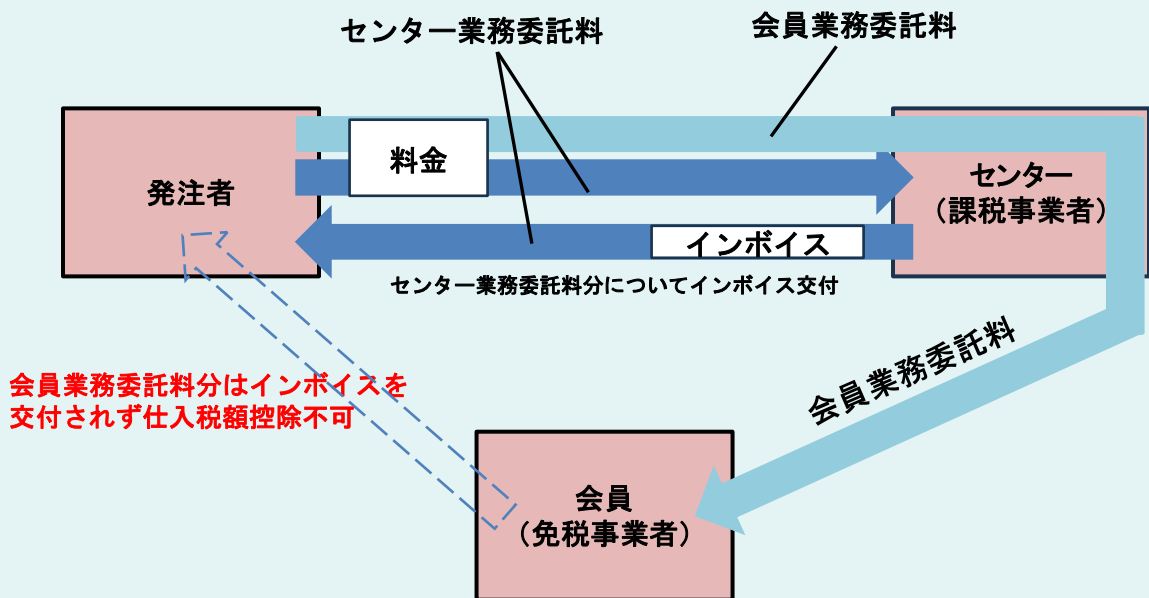 センター業務委託料
会員業務委託料
発注者
料金
センター
（課税事業者）
インボイス
センター業務委託料分についてインボイス交付
会員業務委託料
会員業務委託料分はインボイスを
交付されず仕入税額控除不可
会員
（免税事業者）